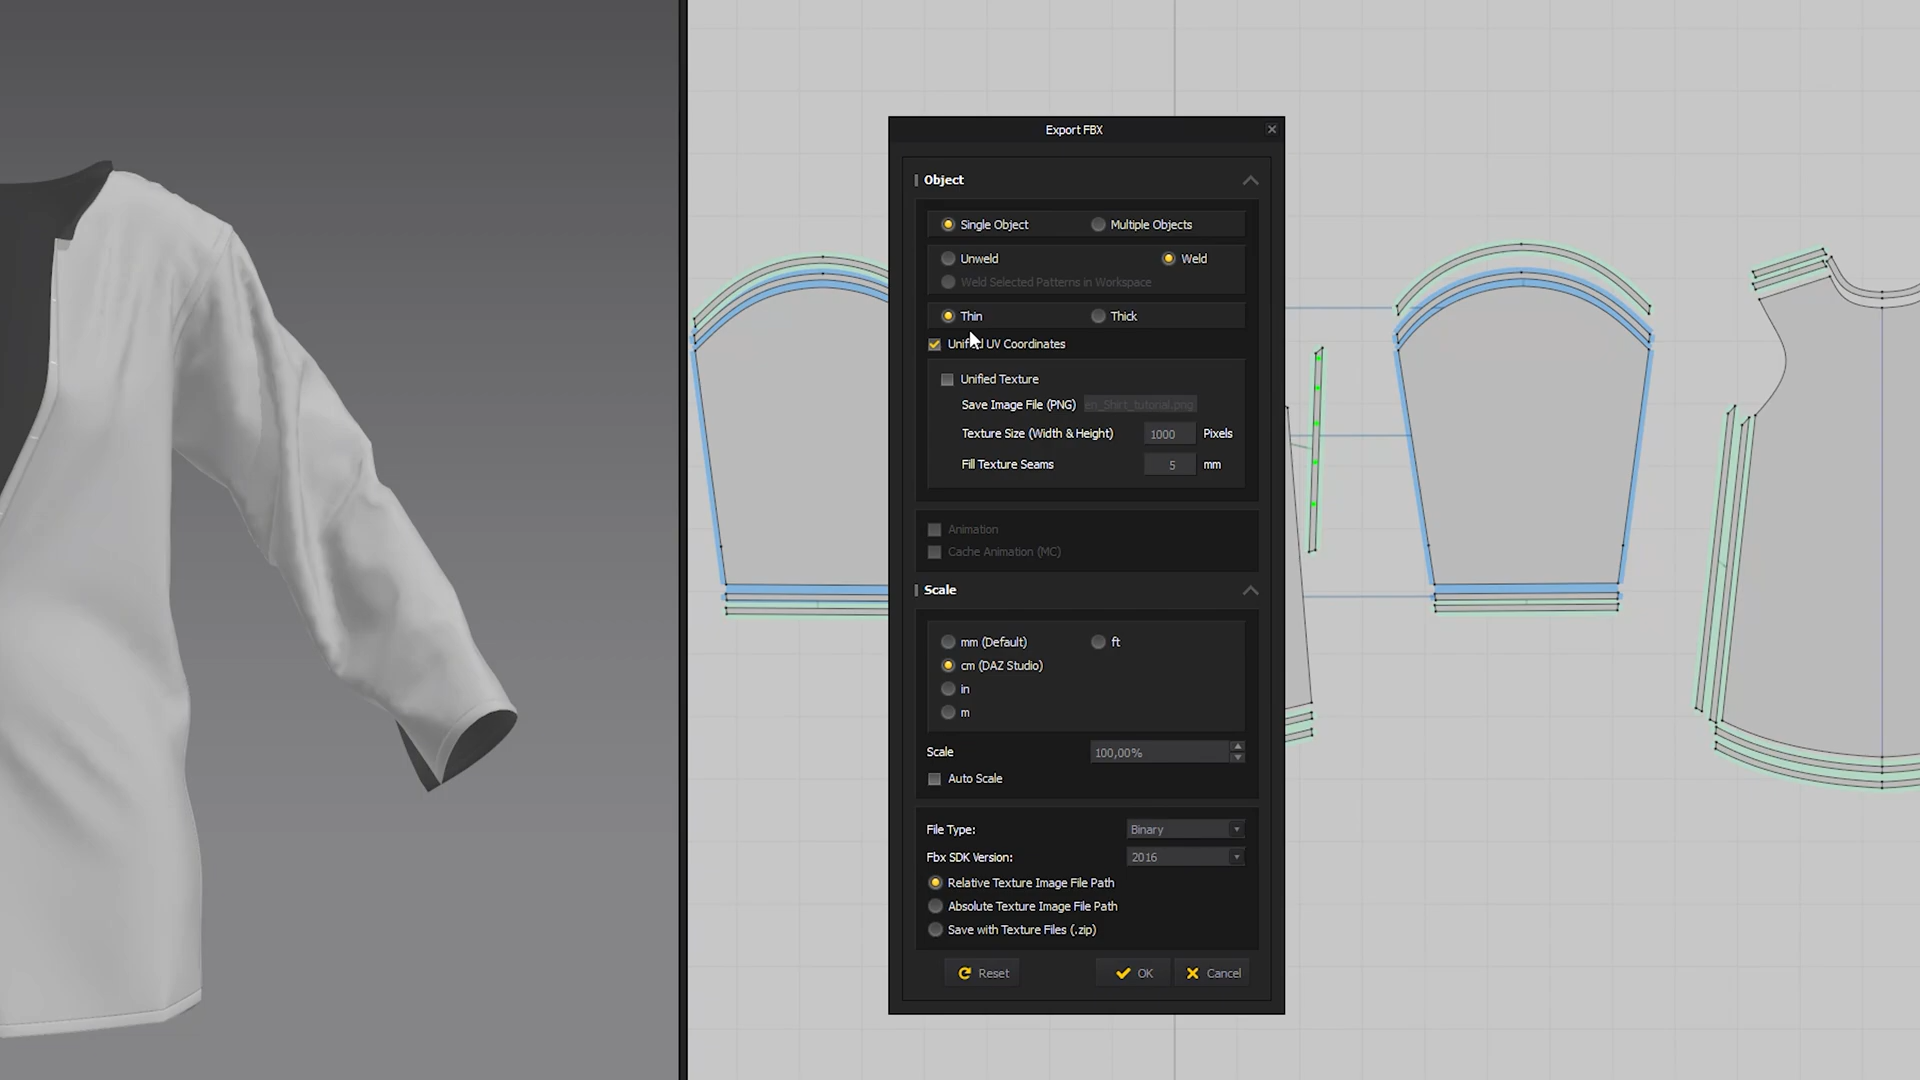 Export FBX
Object
Single Object Multiple Objects
Unweld Weld
Weld Selected Patterns in Workspace
Thin Thick
Unified UV Coordinates
Unified Texture
Save Image File (PNG) en_Shirt_tutorial.png
Texture Size (Width & Height) 1000 Pixels
Fill Texture Seams 5 mm
Animation
Cache Animation (MC)
Scale
mm (Default) ft
cm (DAZ Studio)
in
m
Scale 100,00%
Auto Scale
File Type: Binary
Fbx SDK Version: 2016
Relative Texture Image File Path
Absolute Texture Image File Path
Save with Texture Files (.zip)
Reset OK Cancel